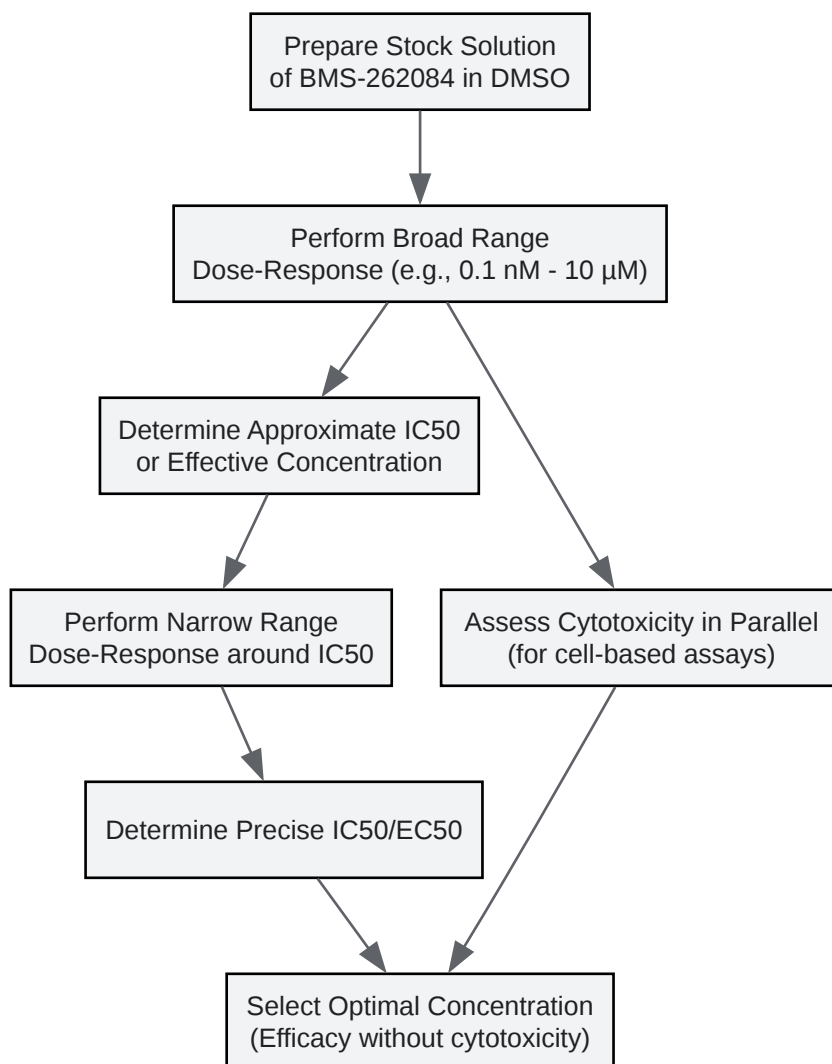 Prepare Stock Solution
of BMS-262084 in DMSO
Perform Broad Range
Dose-Response (e.g., 0.1 nM - 10 µM)
Determine Approximate IC50
or Effective Concentration
Perform Narrow Range
Dose-Response around IC50
Assess Cytotoxicity in Parallel
(for cell-based assays)
Determine Precise IC50/EC50
Select Optimal Concentration
(Efficacy without cytotoxicity)